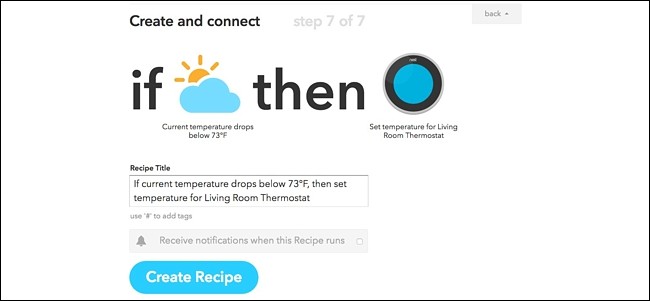 Create and connect step 7 of 7
back
if then
Current temperature drops
below 73°F
Set temperature for Living
Room Thermostat
Recipe Title
If current temperature drops below 73°F, then set
temperature for Living Room Thermostat
use '#' to add tags
Receive notifications when this Recipe runs
Create Recipe